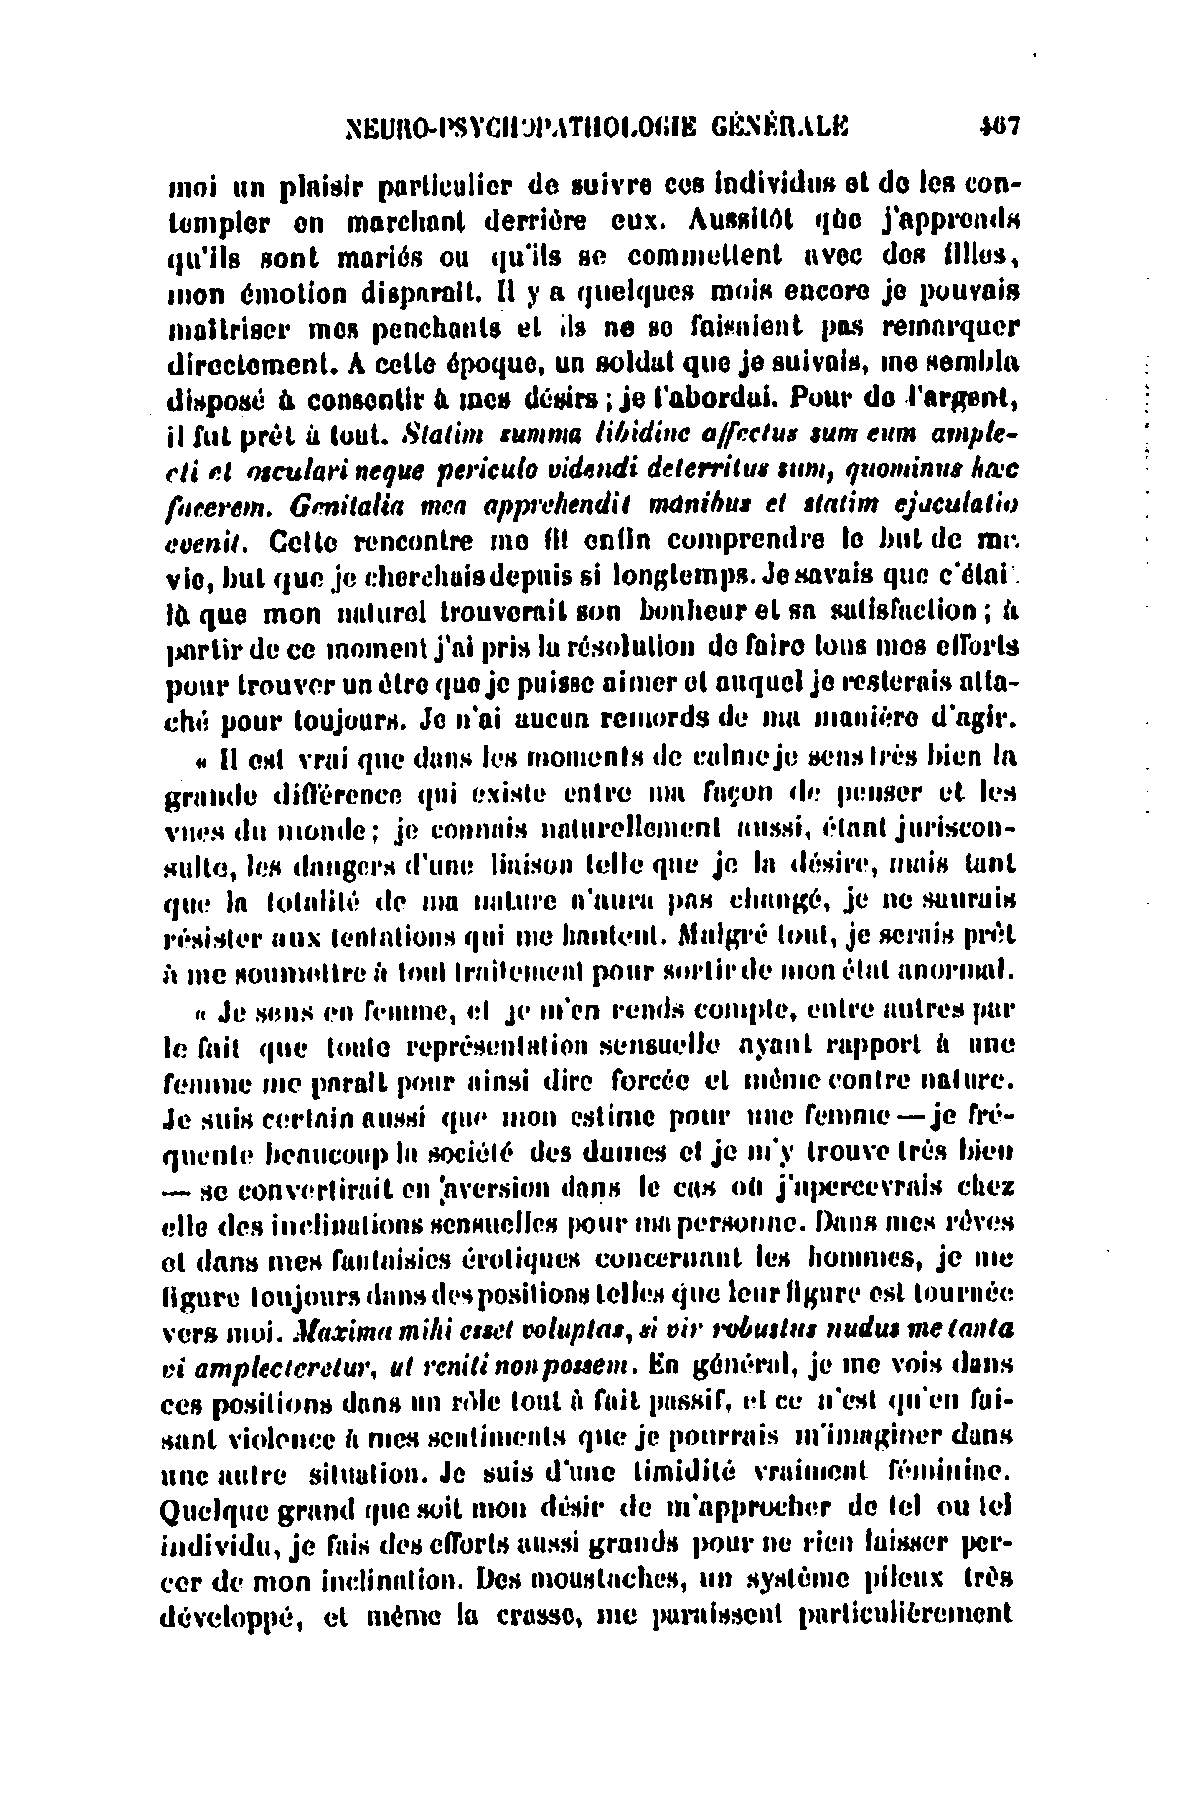 NEURO-PSYCHOPATHOLOGIE GÉNÉRALE 467
moi un plaisir particulier de suivre ces individus et de les con-
templer en marchant derrière eux. Aussitôt que j'apprends
qu'ils sont mariés ou qu'ils se commettent avec des filles,
mon émotion disparaît. Il y a quelques mois encore je pouvais
maîtriser mes penchants et ils ne se faisaient pas remarquer
directement. A cette époque, un soldat que je suivais, me sembla
disposé à consentir à mes désirs ; je l'abordai. Pour de l'argent,
il fut prêt à tout. Statim summa libidine affectus sum eum ample-
cti et osculari neque periculo videndi deterritus sum, quominus hæc
facerem. Genitalia mea apprehendit manibus et statim ejaculatio
evenit. Cette rencontre me fit enfin comprendre le but de ma
vie, but que je cherchais depuis si longtemps. Je savais que c'étai
là que mon naturel trouverait son bonheur et sa satisfaction ; à
partir de ce moment j'ai pris la résolution de faire tous mes efforts
pour trouver un être que je puisse aimer et auquel je resterais atta-
ché pour toujours. Je n'ai aucun remords de ma manière d'agir.
« Il est vrai que dans les moments de calme je sens très bien la
grande différence qui existe entre ma façon de penser et les
vues du monde ; je connais naturellement aussi, étant juriscon-
sulte, les dangers d'une liaison telle que je la désire, mais tant
que la totalité de ma nature n'aura pas changé, je ne saurais
résister aux tentations qui me hantent. Malgré tout, je serais prêt
à me soumettre à tout traitement pour sortir de mon état anormal.
« Je sens en femme, et je m'en rends compte, entre autres par
le fait que toute représentation sensuelle ayant rapport à une
femme me paraît pour ainsi dire forcée et même contre nature.
Je suis certain aussi que mon estime pour une femme — je fré-
quente beaucoup la société des dames et je m'y trouve très bien
— se convertirait en aversion dans le cas où j'apercevrais chez
elle des inclinations sensuelles pour ma personne. Dans mes rêves
et dans mes fantaisies érotiques concernant les hommes, je me
figure toujours dans des positions telles que leur figure est tournée
vers moi. Maxima mihi esset voluptas, si vir robustus nudus me tanta
vi amplecteretur, ut reniti non possem. En général, je me vois dans
ces positions dans un rôle tout à fait passif, et ce n'est qu'en fai-
sant violence à mes sentiments que je pourrais m'imaginer dans
une autre situation. Je suis d'une timidité vraiment féminine.
Quelque grand que soit mon désir de m'approcher de tel ou tel
individu, je fais des efforts aussi grands pour ne rien laisser per-
cer de mon inclination. Des moustaches, un système pileux très
développé, et même la crasse, me paraissent particulièrement